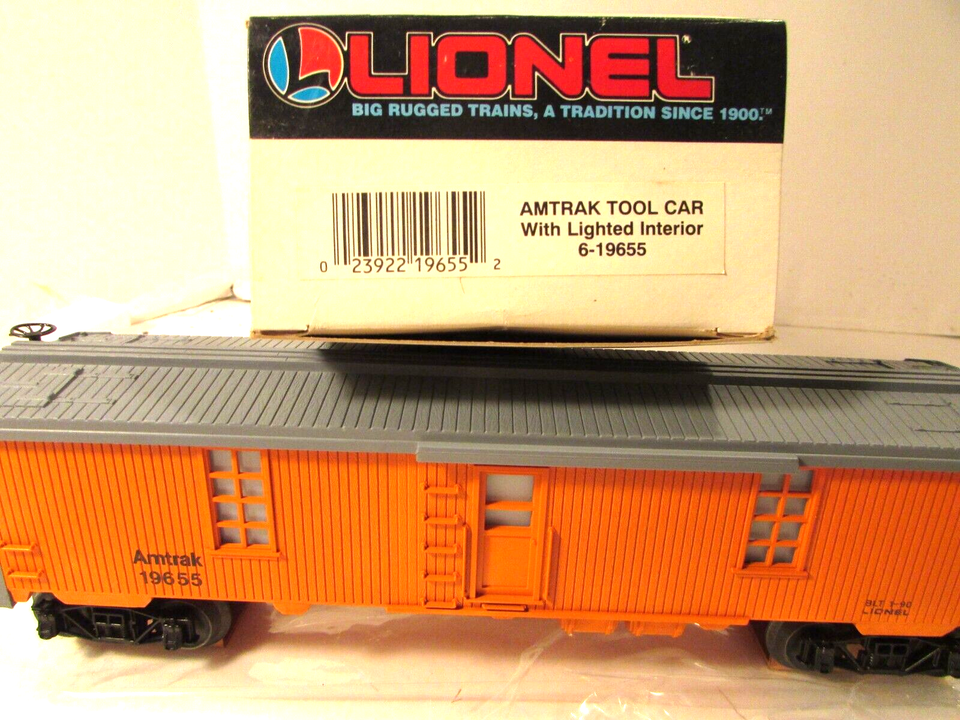 LIONEL®
BIG RUGGED TRAINS, A TRADITION SINCE 1900.™
AMTRAK TOOL CAR
With Lighted Interior
6-19655
0 23922 19655 2
Amtrak
19655
BLT 1-90
LIONEL